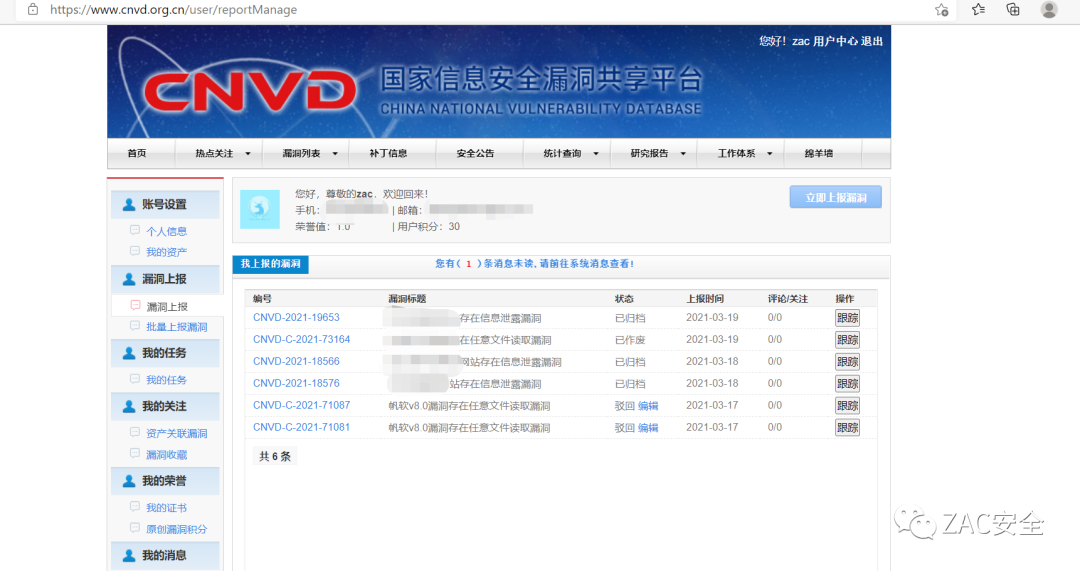 https://www.cnvd.org.cn/user/reportManage
您好! zac 用户中心 退出
CNVD 国家信息安全漏洞共享平台
CHINA NATIONAL VULNERABILITY DATABASE
首页 热点关注 漏洞列表 补丁信息 安全公告 统计查询 研究报告 工作体系 绵羊墙
账号设置
个人信息
我的资产
漏洞上报
漏洞上报
批量上报漏洞
我的任务
我的任务
我的关注
资产关联漏洞
漏洞收藏
我的荣誉
我的证书
原创漏洞积分
我的消息
您好，尊敬的zac，欢迎回来！
手机： | 邮箱：
荣誉值：1.0 | 用户积分：30
立即上报漏洞
我上报的漏洞
您有( 1 )条消息未读,请前往系统消息查看!
编号 漏洞标题 状态 上报时间 评论/关注 操作
CNVD-2021-19653 存在信息泄露漏洞 已归档 2021-03-19 0/0 跟踪
CNVD-C-2021-73164 在任意文件读取漏洞 已作废 2021-03-19 0/0 跟踪
CNVD-2021-18566 网站存在信息泄露漏洞 已归档 2021-03-18 0/0 跟踪
CNVD-2021-18576 站存在信息泄露漏洞 已归档 2021-03-18 0/0 跟踪
CNVD-C-2021-71087 帆软v8.0漏洞存在任意文件读取漏洞 驳回 编辑 2021-03-17 0/0 跟踪
CNVD-C-2021-71081 帆软v8.0漏洞存在任意文件读取漏洞 驳回 编辑 2021-03-17 0/0 跟踪
共 6 条
ZAC安全